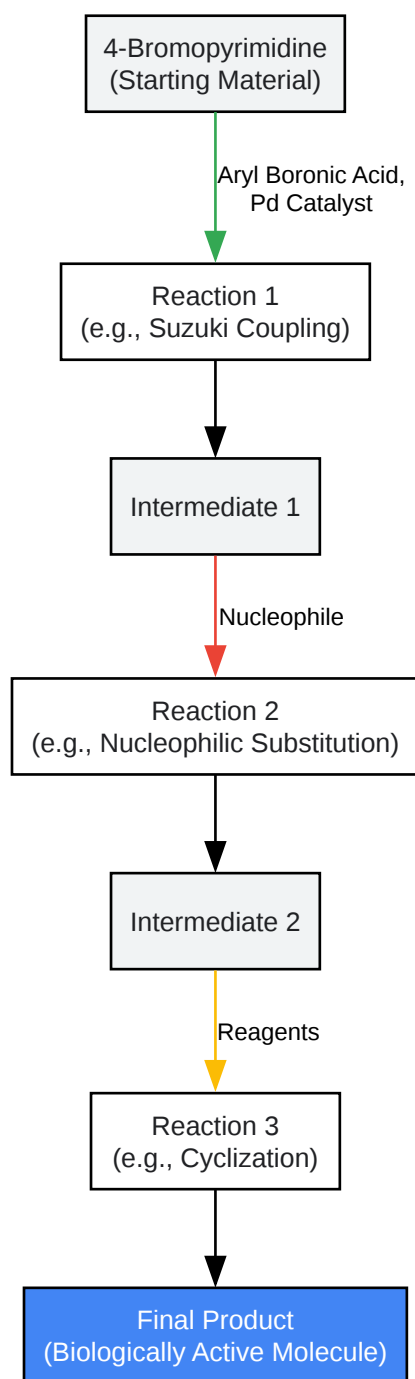 4-Bromopyrimidine
(Starting Material)
Aryl Boronic Acid,
Pd Catalyst
Reaction 1
(e.g., Suzuki Coupling)
Intermediate 1
Nucleophile
Reaction 2
(e.g., Nucleophilic Substitution)
Intermediate 2
Reagents
Reaction 3
(e.g., Cyclization)
Final Product
(Biologically Active Molecule)